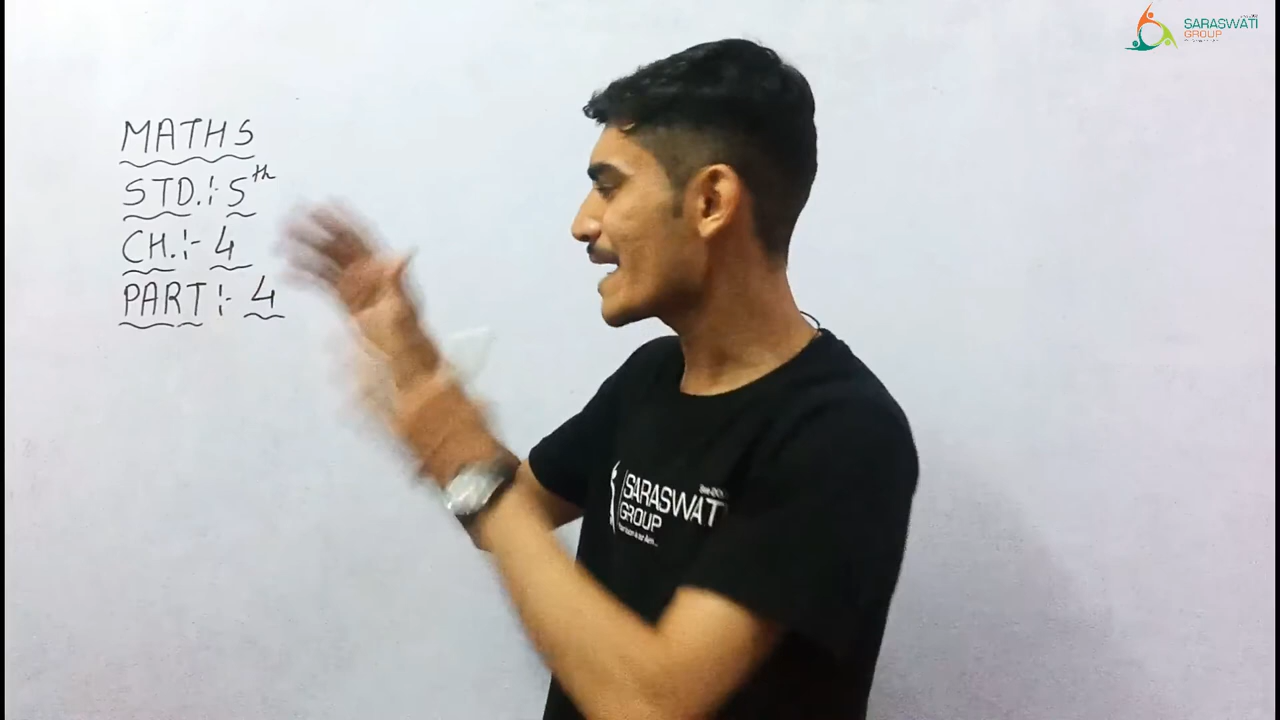 MATHS
STD.:- 5th
CH.:- 4
PART :- 4
SARASWATI
GROUP
SARASWATI
GROUP